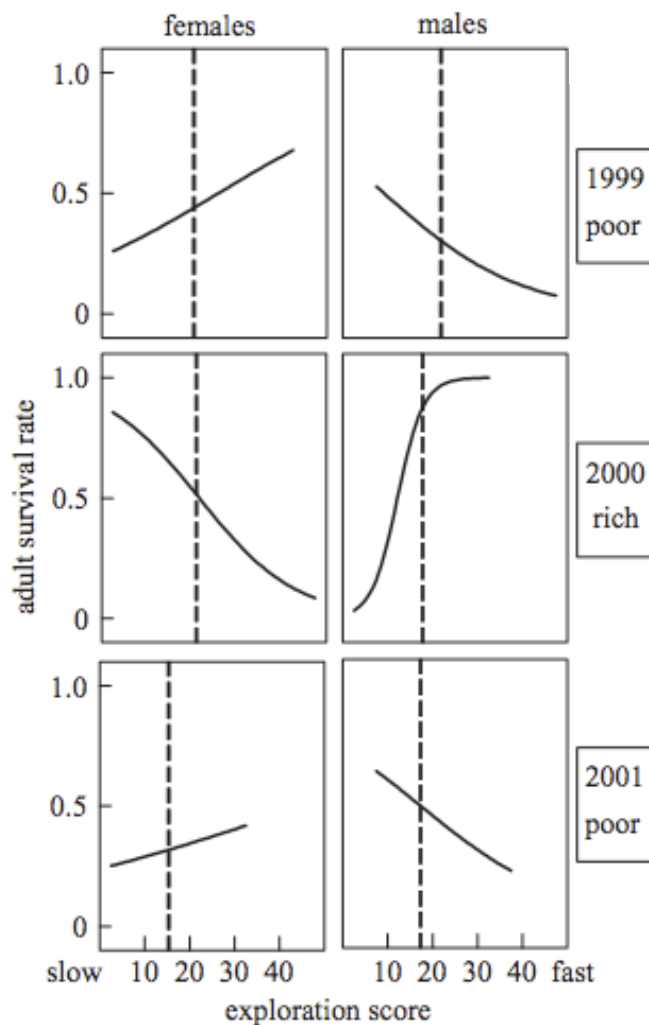 females males
1.0
0.5
0
1999
poor
1.0
0.5
0
2000
rich
1.0
0.5
0
2001
poor
adult survival rate
slow 10 20 30 40 10 20 30 40 fast
exploration score